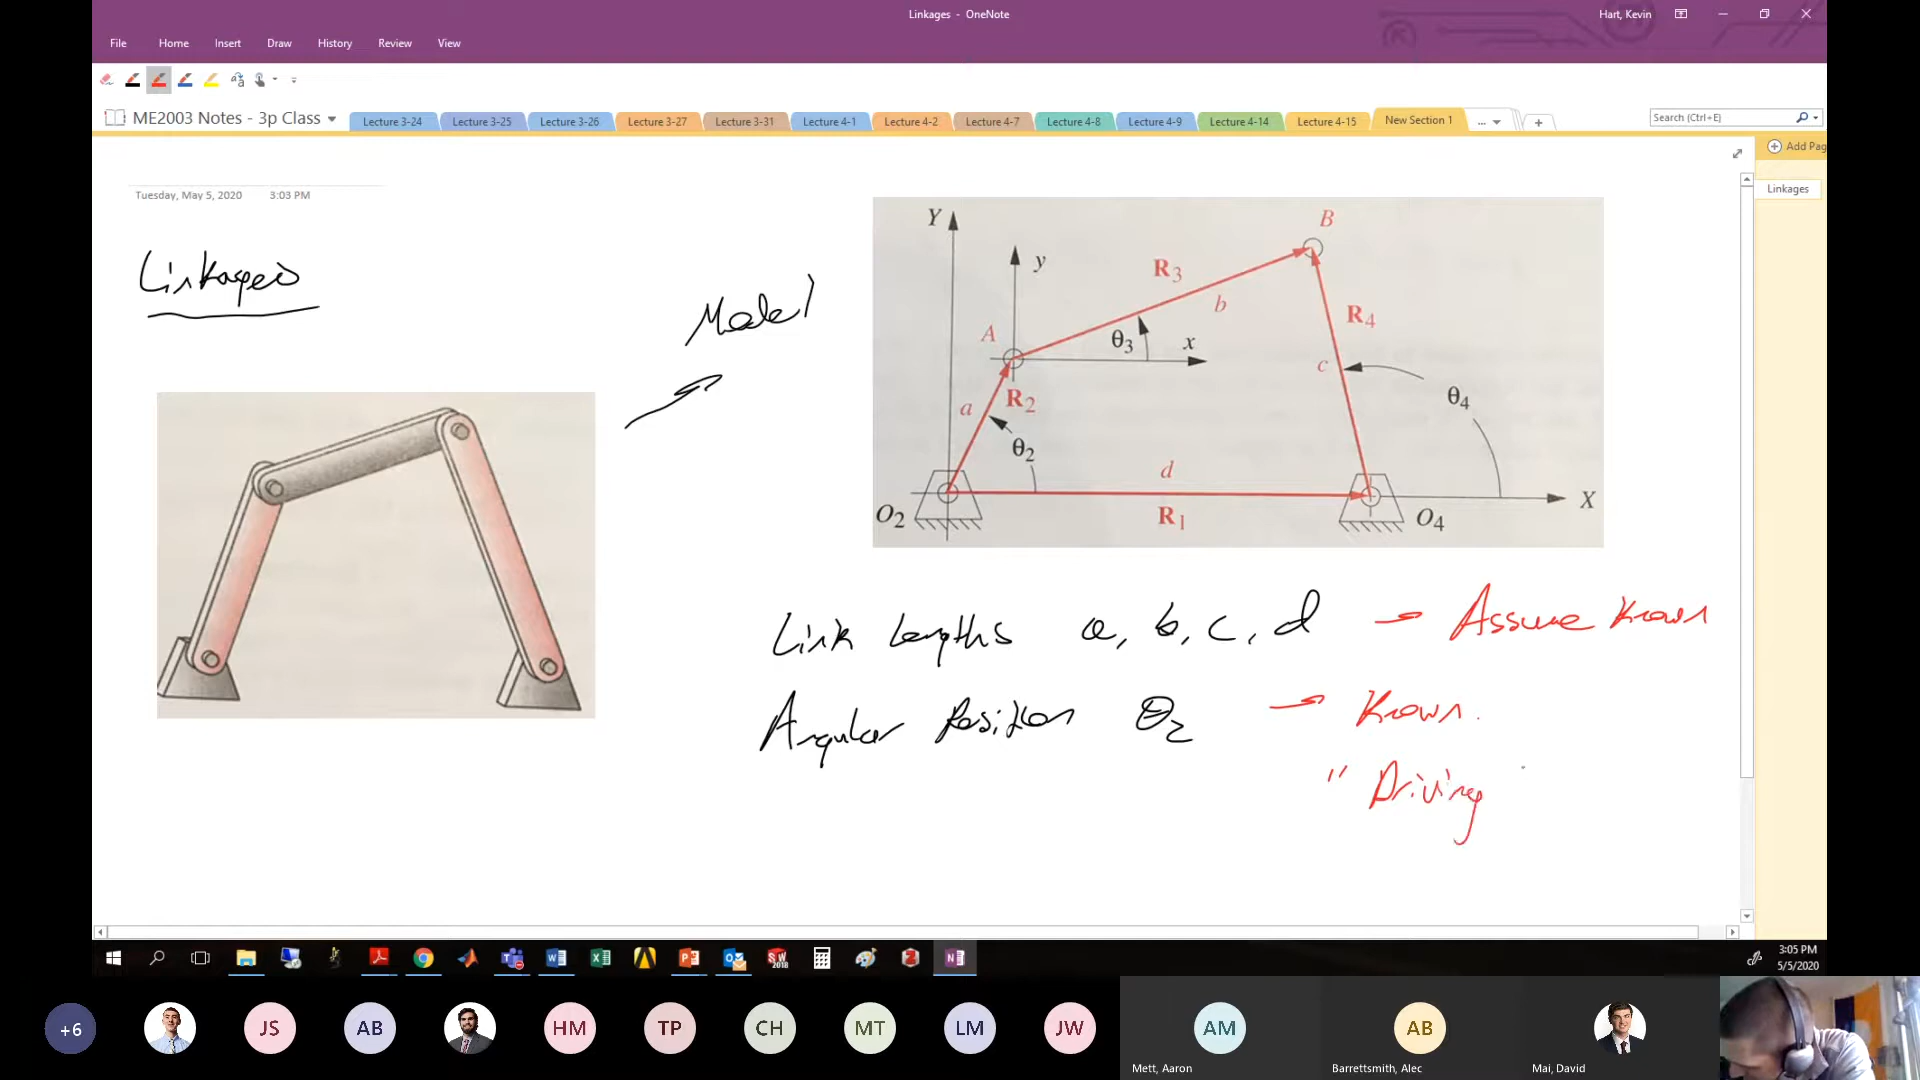 Linkages - OneNote
Hart, Kevin
File Home Insert Draw History Review View
ME2003 Notes - 3p Class
Lecture 3-24 Lecture 3-25 Lecture 3-26 Lecture 3-27 Lecture 3-31 Lecture 4-1 Lecture 4-2 Lecture 4-7 Lecture 4-8 Lecture 4-9 Lecture 4-14 Lecture 4-15 New Section 1 ...
Search (Ctrl+E)
Add Pag
Linkages
Tuesday, May 5, 2020 3:03 PM
Linkages
Model
Y
y
B
R3
b
A
θ3
x
R4
c
a
R2
θ2
θ4
d
O2
R1
O4
X
Link Lengths a, b, c, d → Assume Known
Angular Position θ2 → Known.
" Driving
3:05 PM
5/5/2020
SW
2018
+6
JS
AB
HM
TP
CH
MT
LM
JW
AM
AB
Mett, Aaron
Barrettsmith, Alec
Mai, David